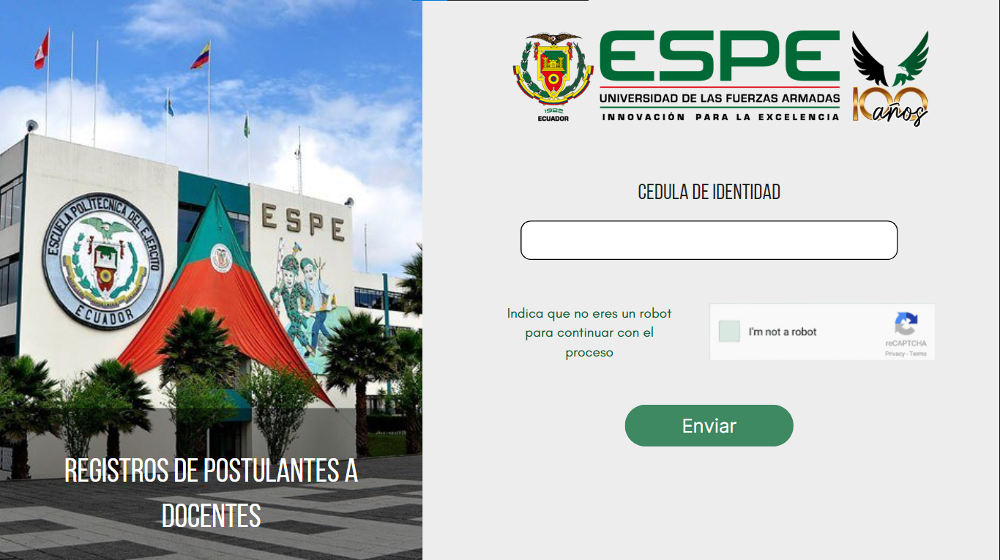 ESCUELA POLITECNICA DEL EJERCITO
ECUADOR
ESPE
REGISTROS DE POSTULANTES A
DOCENTES
1922
ECUADOR
ESPE
UNIVERSIDAD DE LAS FUERZAS ARMADAS
INNOVACIÓN PARA LA EXCELENCIA
100
años
CEDULA DE IDENTIDAD
Indica que no eres un robot
para continuar con el
proceso
I'm not a robot
reCAPTCHA
Privacy - Terms
Enviar